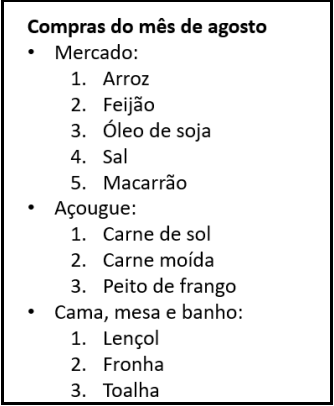 Compras do mês de agosto
• Mercado:
1. Arroz
2. Feijão
3. Óleo de soja
4. Sal
5. Macarrão
• Açougue:
1. Carne de sol
2. Carne moída
3. Peito de frango
• Cama, mesa e banho:
1. Lençol
2. Fronha
3. Toalha